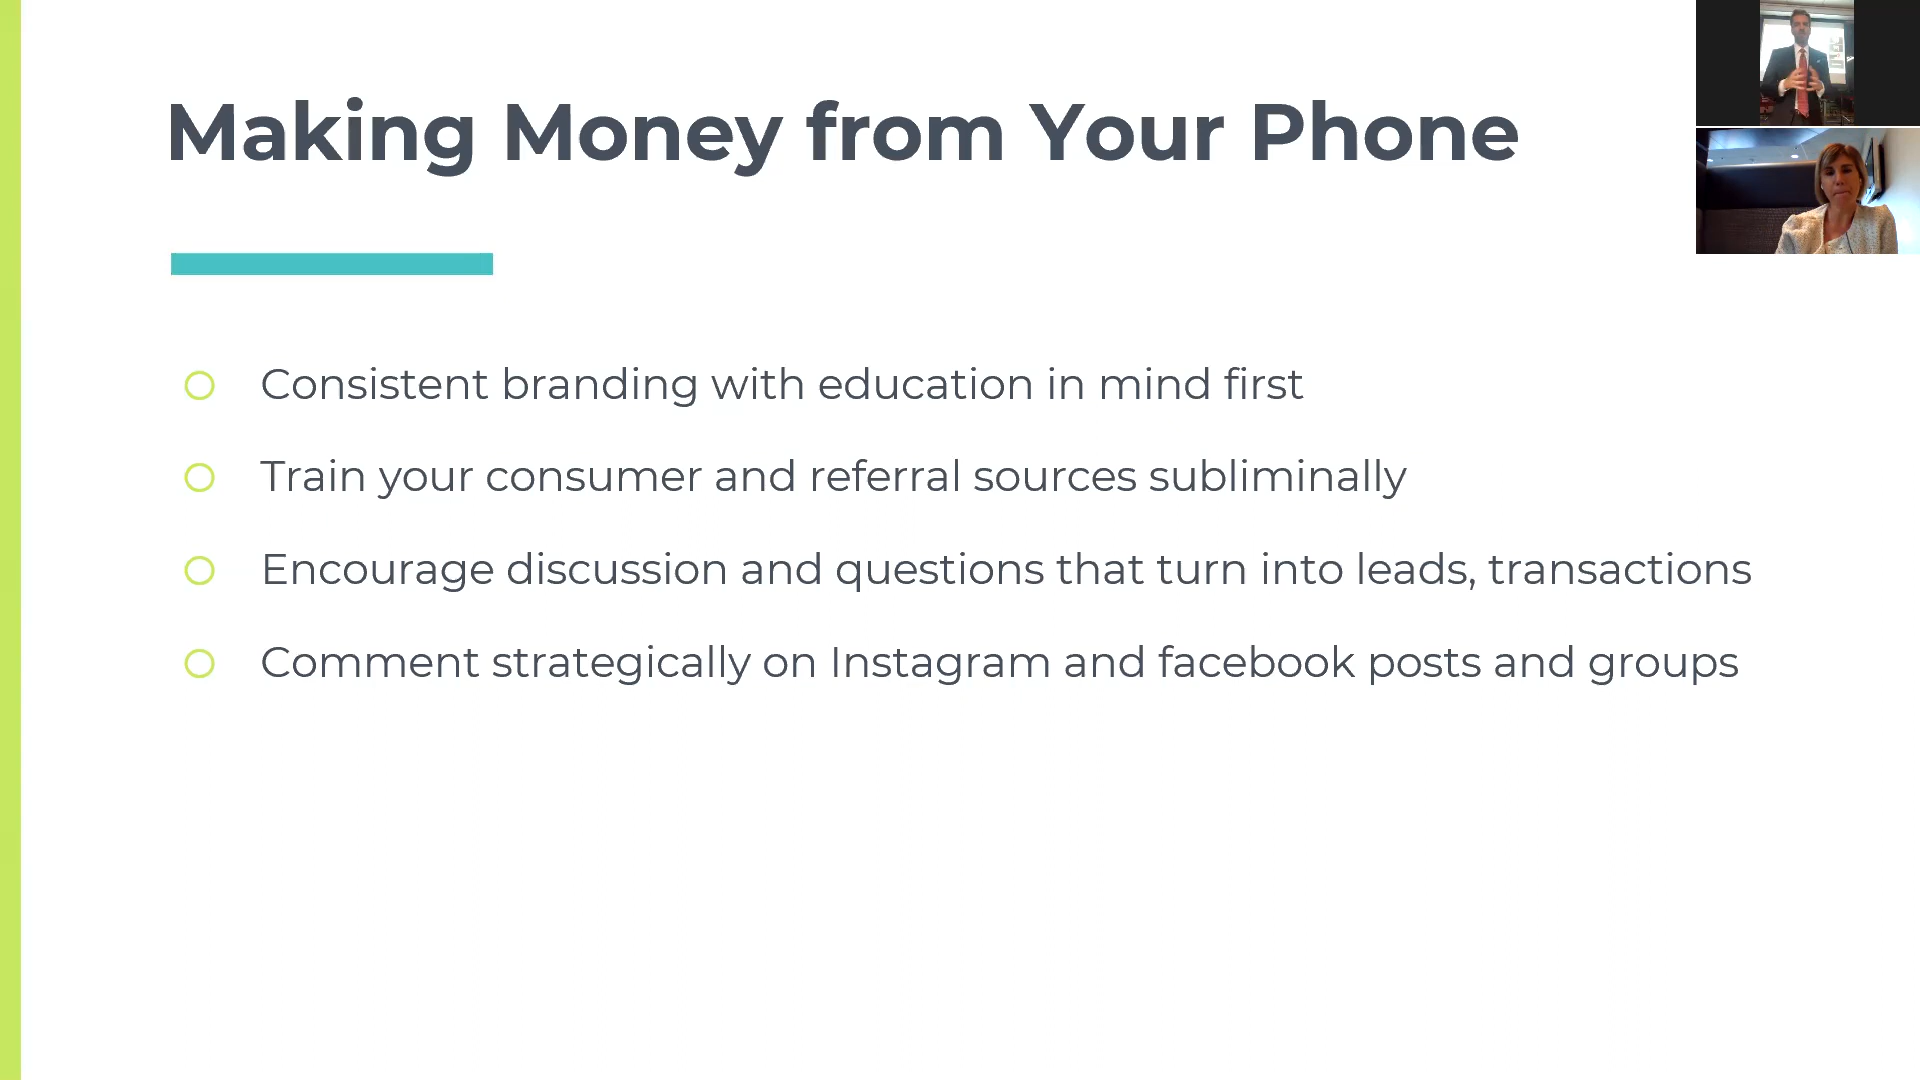 Making Money from Your Phone
Consistent branding with education in mind first
Train your consumer and referral sources subliminally
Encourage discussion and questions that turn into leads, transactions
Comment strategically on Instagram and facebook posts and groups